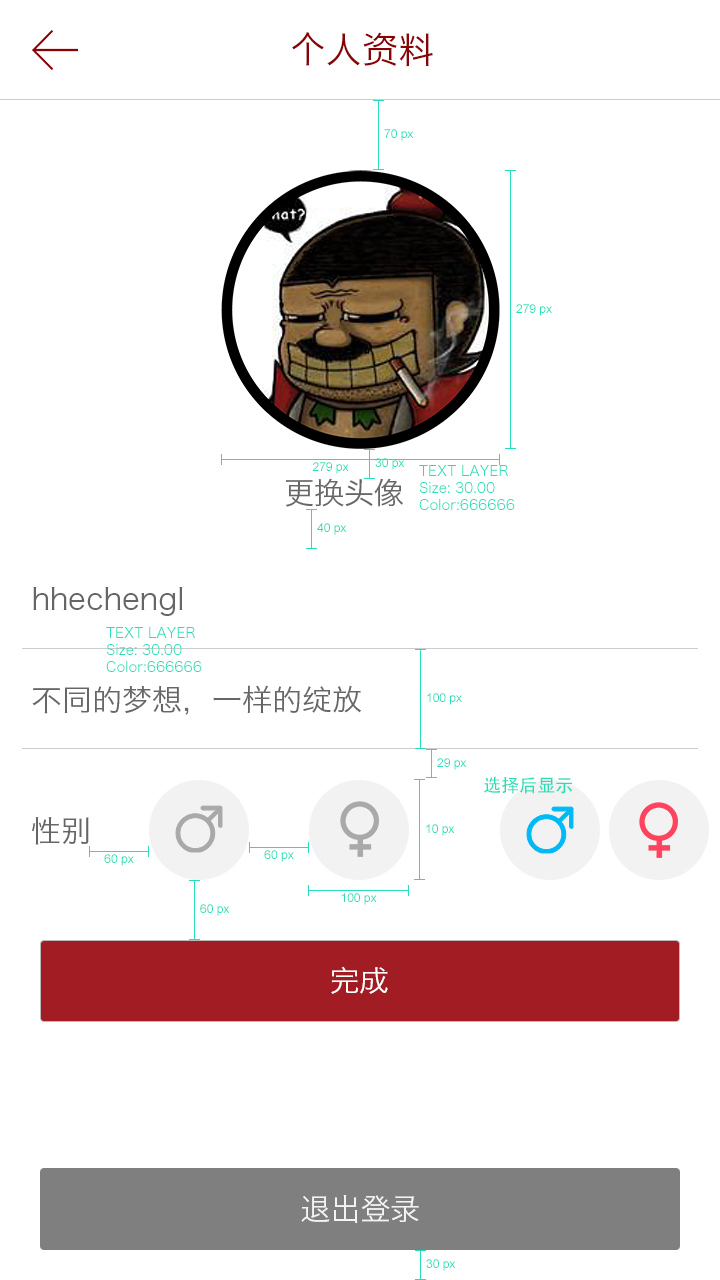 个人资料
70 px
hat?
279 px
279 px
30 px
TEXT LAYER
Size: 30.00
Color:666666
更换头像
40 px
hhechengl
TEXT LAYER
Size: 30.00
Color:666666
不同的梦想，一样的绽放
100 px
29 px
选择后显示
性别
60 px
60 px
10 px
100 px
60 px
完成
退出登录
30 px